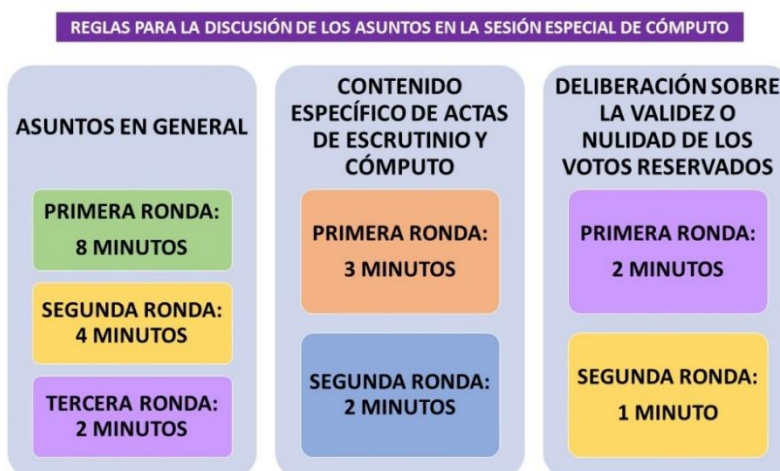 REGLAS PARA LA DISCUSIÓN DE LOS ASUNTOS EN LA SESIÓN ESPECIAL DE CÓMPUTO
ASUNTOS EN
GENERAL
PRIMERA RONDA:
8 MINUTOS
SEGUNDA RONDA:
4 MINUTOS
TERCERA RONDA:
2 MINUTOS
CONTENIDO
ESPECÍFICO DE ACTAS
DE ESCRUTINIO Y
CÓMPUTO
PRIMERA RONDA:
3 MINUTOS
SEGUNDA RONDA:
2 MINUTOS
DELIBERACIÓN SOBRE
LA VALIDEZ O
NULIDAD DE LOS
VOTOS RESERVADOS
PRIMERA RONDA:
2 MINUTOS
SEGUNDA RONDA:
1 MINUTO